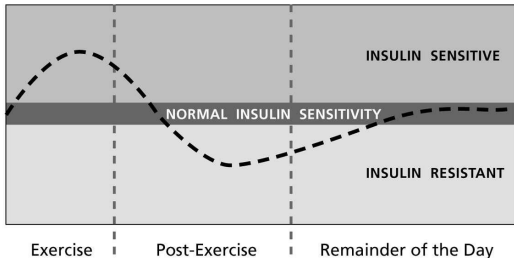 INSULIN SENSITIVE
NORMAL INSULIN SENSITIVITY
INSULIN RESISTANT
Exercise Post-Exercise Remainder of the Day